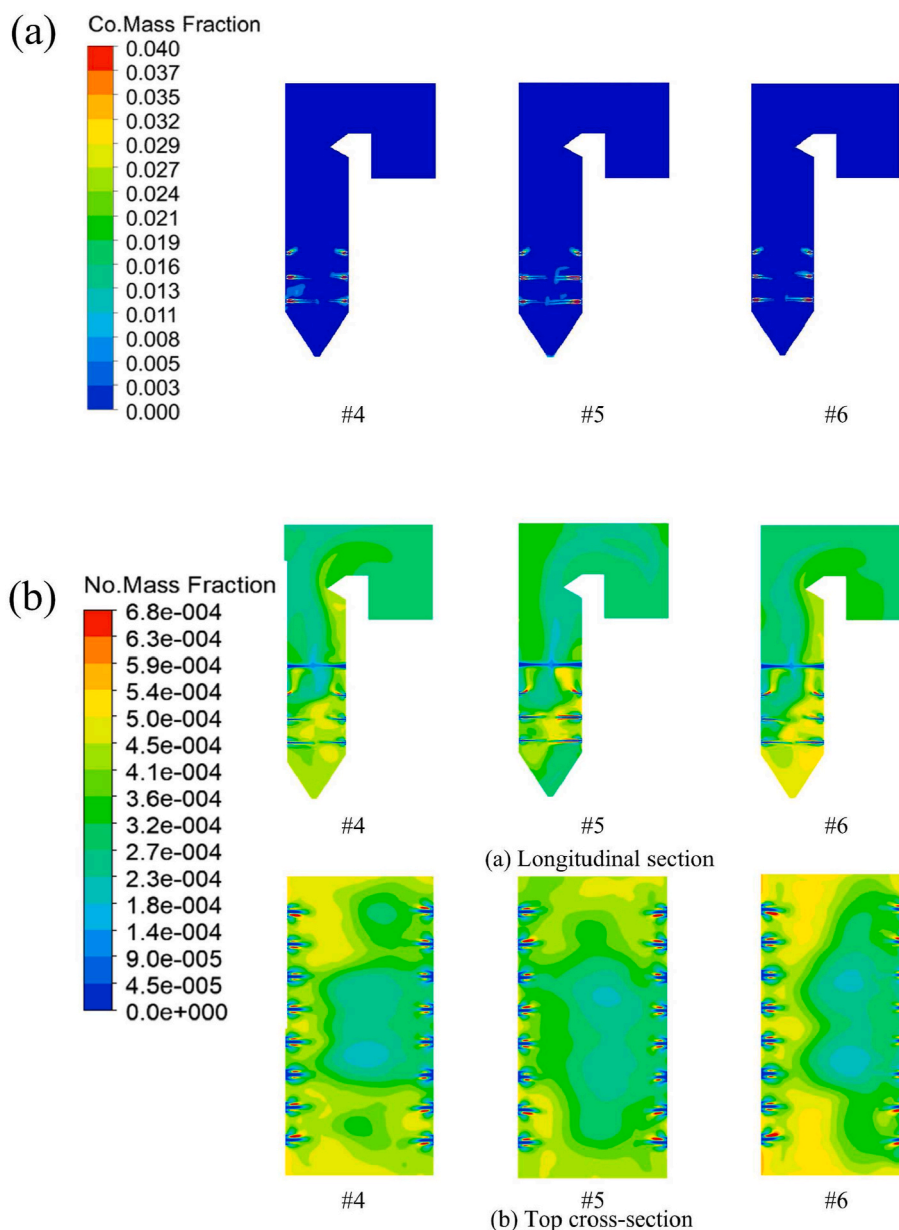 (a)
Co.Mass Fraction
0.040
0.037
0.035
0.032
0.029
0.027
0.024
0.021
0.019
0.016
0.013
0.011
0.008
0.005
0.003
0.000
#4 #5 #6
(b)
No.Mass Fraction
6.8e-004
6.3e-004
5.9e-004
5.4e-004
5.0e-004
4.5e-004
4.1e-004
3.6e-004
3.2e-004
2.7e-004
2.3e-004
1.8e-004
1.4e-004
9.0e-005
4.5e-005
0.0e+000
#4 #5 #6
(a) Longitudinal section
#4 #5 #6
(b) Top cross-section